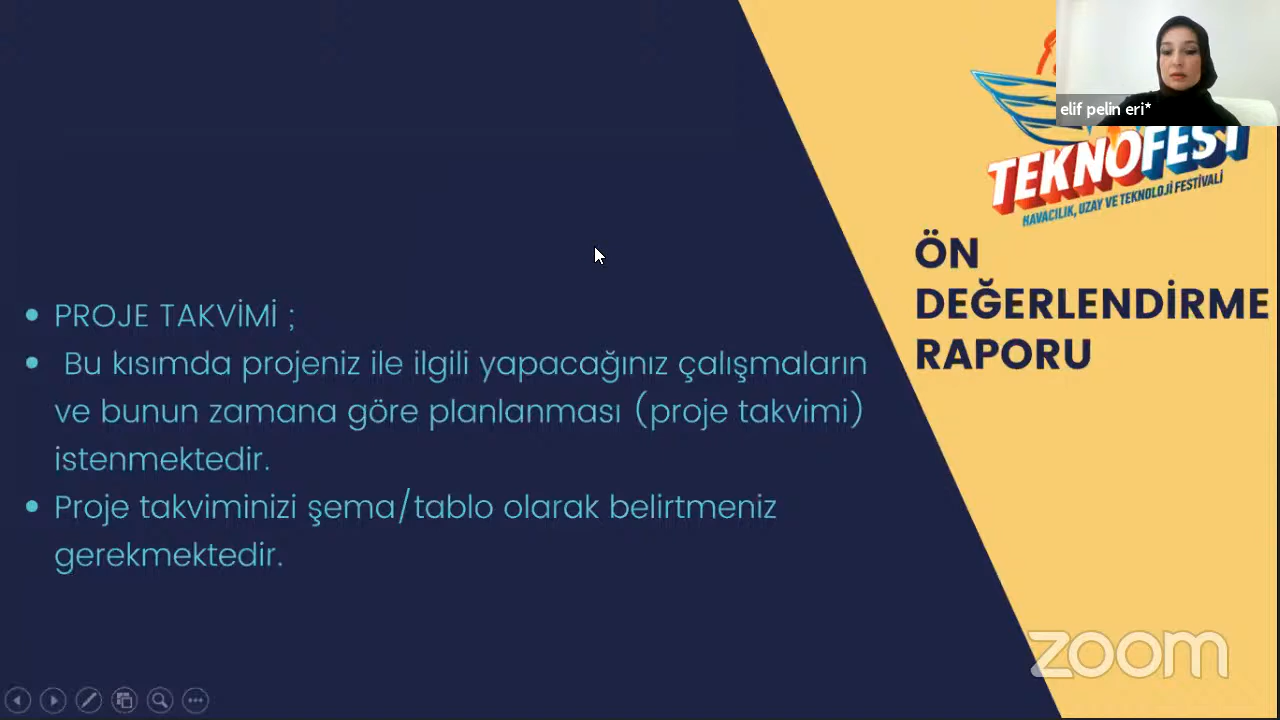 elif pelin eri*
TEKNOFEST
HAVACILIK, UZAY VE TEKNOLOJİ FESTİVALİ
ÖN
DEĞERLENDİRME
RAPORU
• PROJE TAKVİMİ ;
• Bu kısımda projeniz ile ilgili yapacağınız çalışmaların
ve bunun zamana göre planlanması (proje takvimi)
istenmektedir.
• Proje takviminizi şema/tablo olarak belirtmeniz
gerekmektedir.
zoom